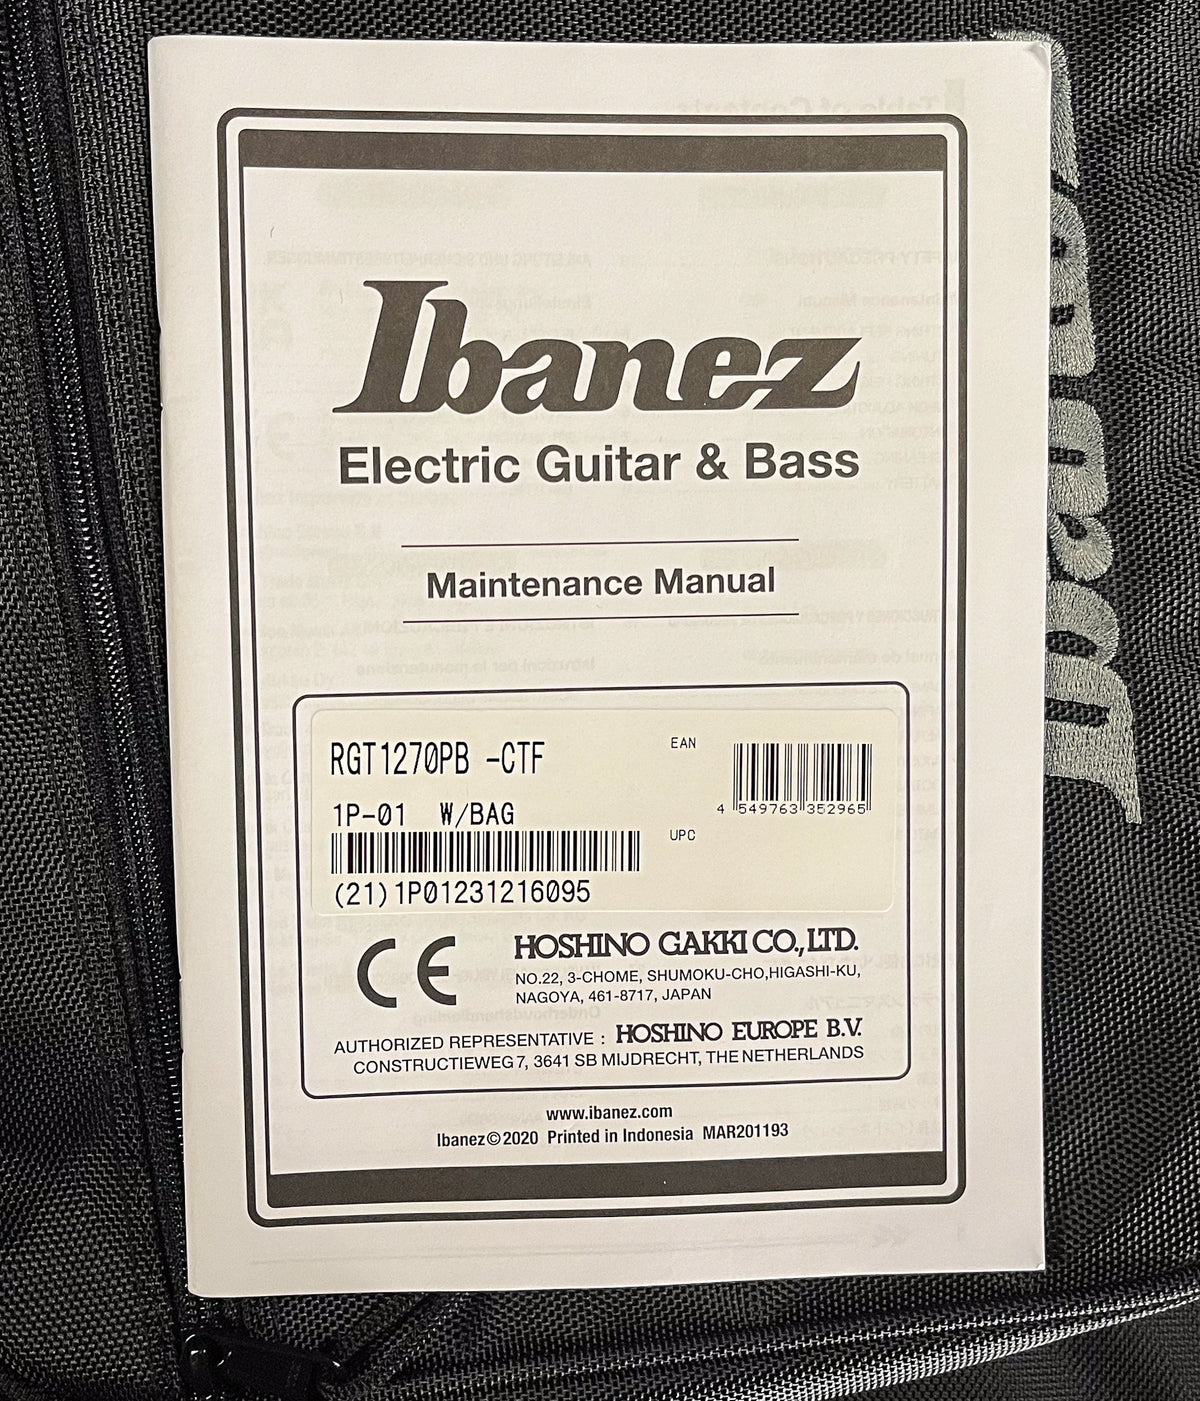 Ibanez
Electric Guitar & Bass
Maintenance Manual
RGT1270PB -CTF
EAN
4 549763 352965
1P-01 W/BAG
UPC
(21)1P01231216095
CE
HOSHINO GAKKI CO., LTD.
NO.22, 3-CHOME, SHUMOKU-CHO,HIGASHI-KU,
NAGOYA, 461-8717, JAPAN
AUTHORIZED REPRESENTATIVE : HOSHINO EUROPE B.V.
CONSTRUCTIEWEG 7, 3641 SB MIJDRECHT, THE NETHERLANDS
www.ibanez.com
Ibanez©2020 Printed in Indonesia MAR201193
Ibanez